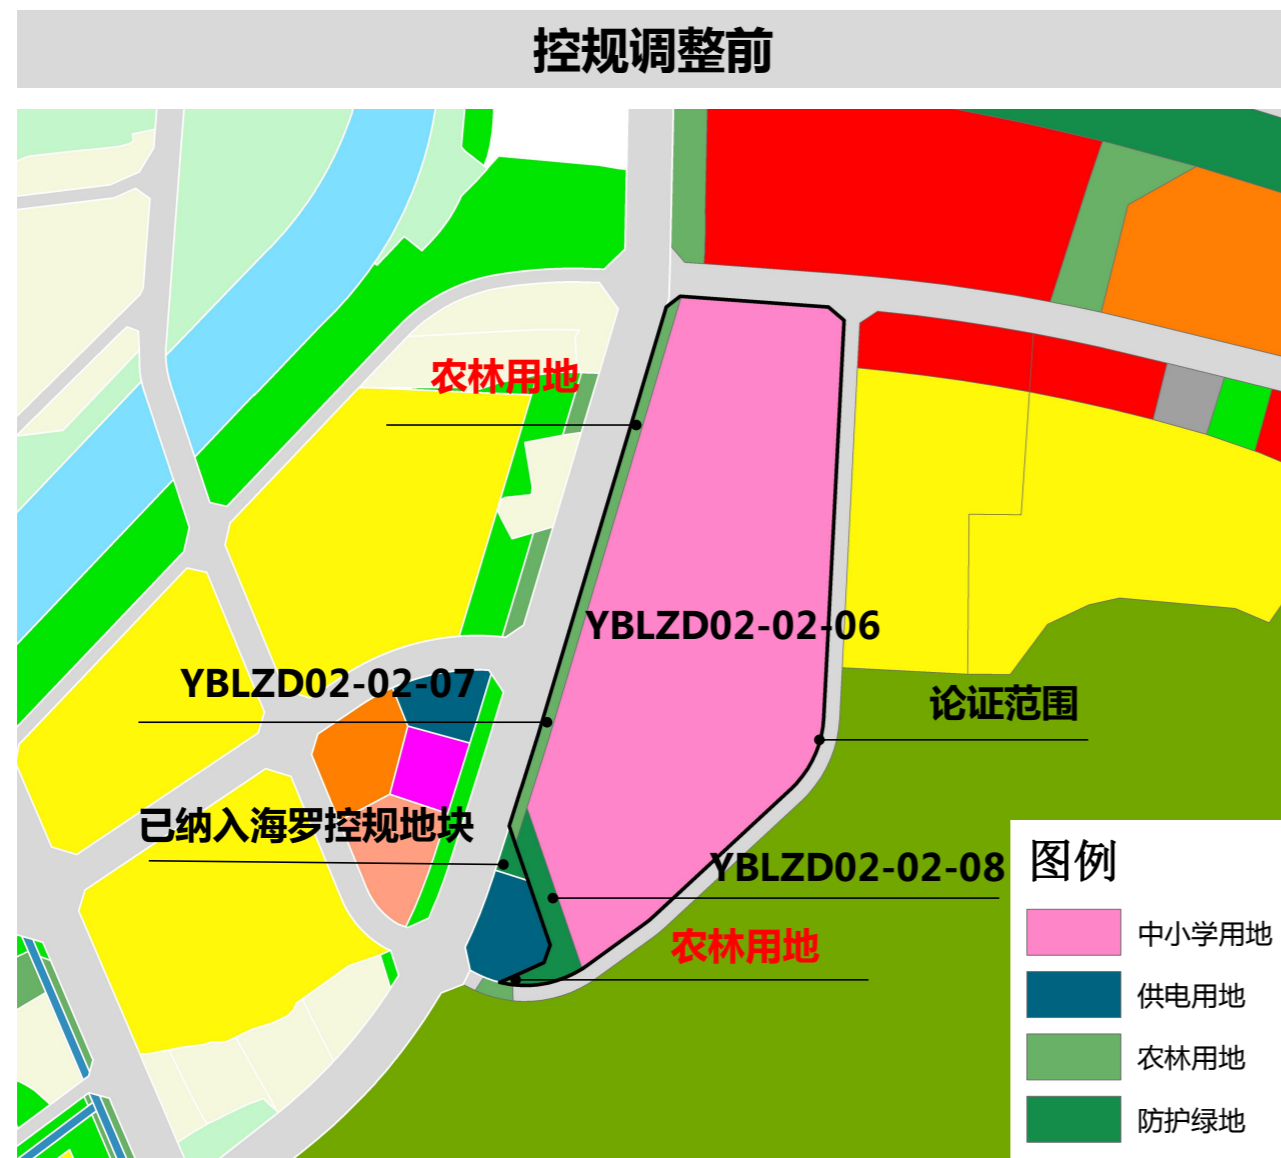 控规调整前
农林用地
YBLZD02-02-06
YBLZD02-02-07
论证范围
已纳入海罗控规地块
YBLZD02-02-08
农林用地
图例
中小学用地
供电用地
农林用地
防护绿地